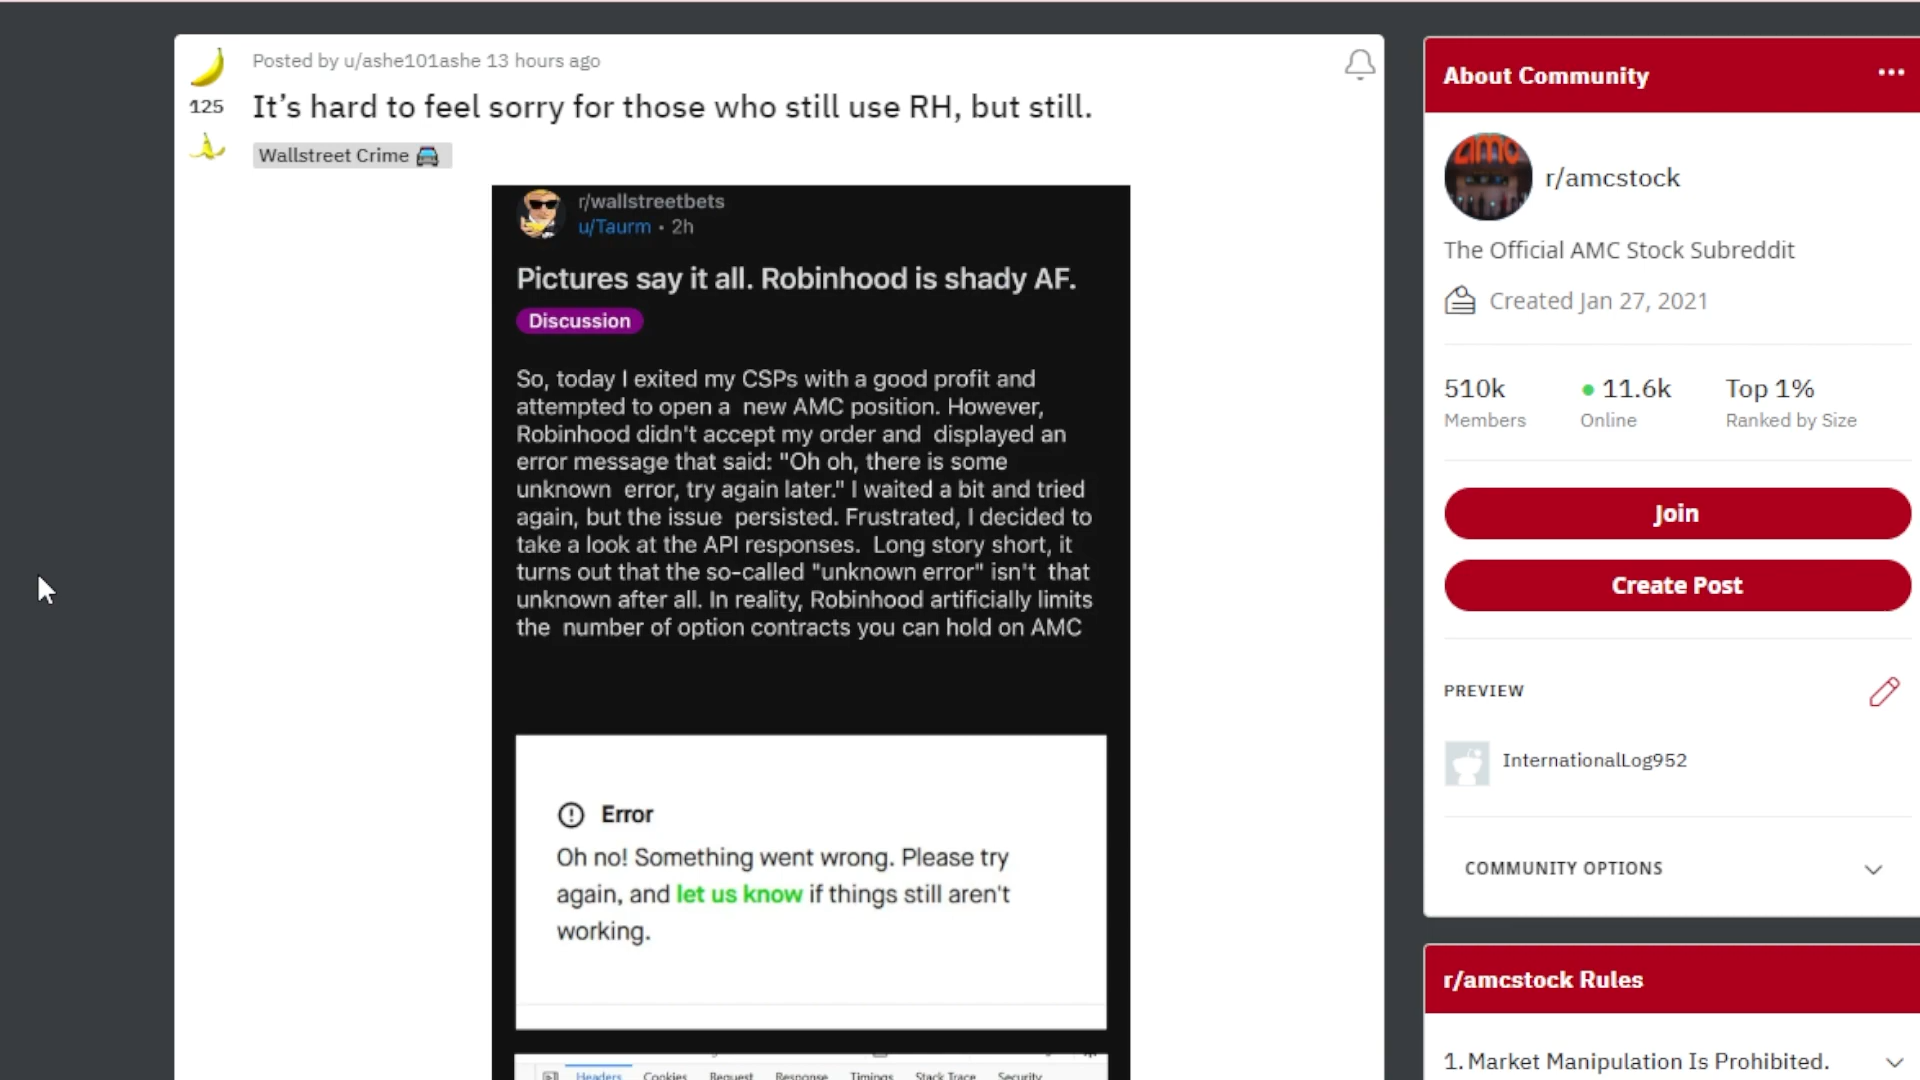 Posted by u/ashe101ashe 13 hours ago
125
It’s hard to feel sorry for those who still use RH, but still.
Wallstreet Crime
r/wallstreetbets
u/Taurm • 2h
Pictures say it all. Robinhood is shady AF.
Discussion
So, today I exited my CSPs with a good profit and
attempted to open a new AMC position. However,
Robinhood didn't accept my order and displayed an
error message that said: "Oh oh, there is some
unknown error, try again later." I waited a bit and tried
again, but the issue persisted. Frustrated, I decided to
take a look at the API responses. Long story short, it
turns out that the so-called "unknown error" isn't that
unknown after all. In reality, Robinhood artificially limits
the number of option contracts you can hold on AMC
Error
Oh no! Something went wrong. Please try
again, and let us know if things still aren't
working.
Headers Cookies Request Response Timings Stack Trace Security
About Community
amc
r/amcstock
The Official AMC Stock Subreddit
Created Jan 27, 2021
510k 11.6k Top 1%
Members Online Ranked by Size
Join
Create Post
PREVIEW
InternationalLog952
COMMUNITY OPTIONS
r/amcstock Rules
1. Market Manipulation Is Prohibited.